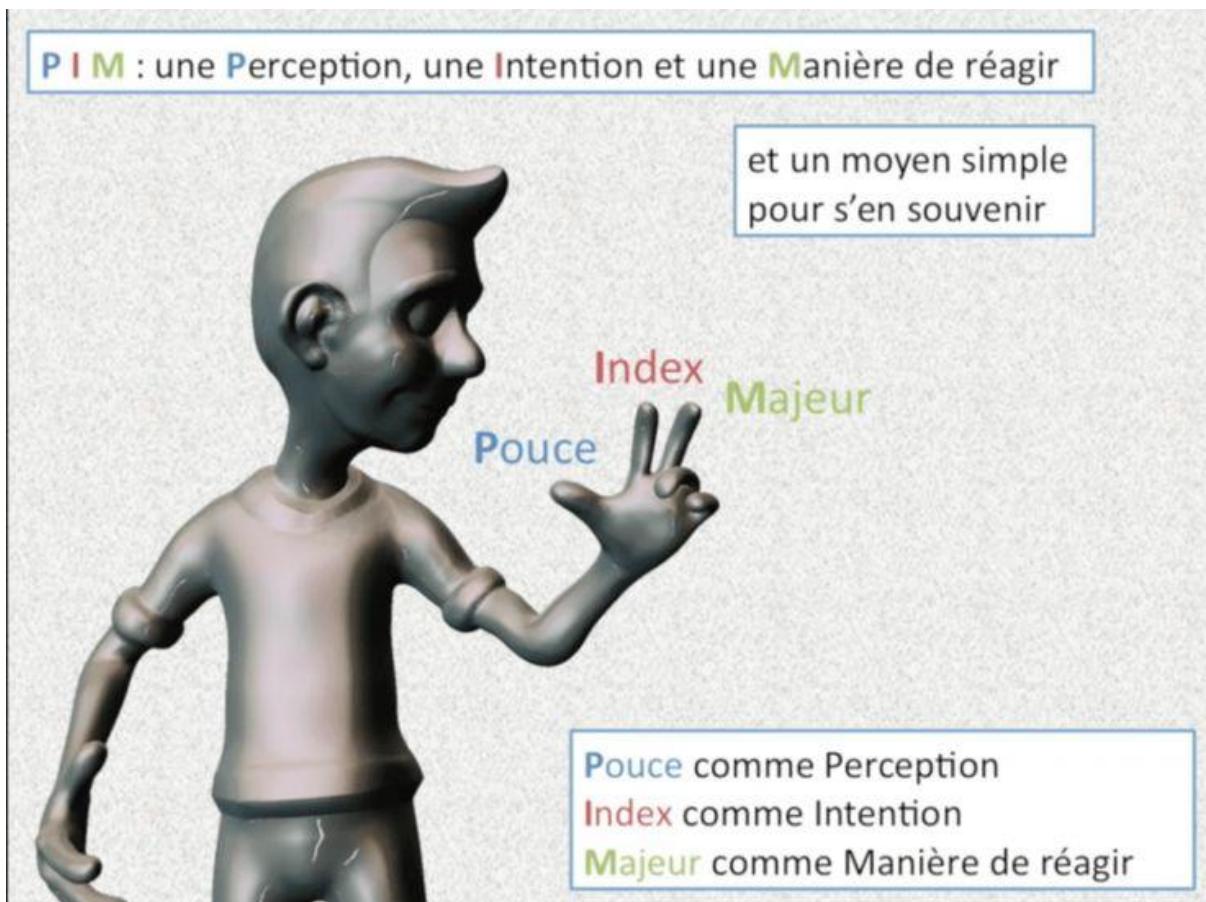 P I M : une Perception, une Intention et une Manière de réagir
et un moyen simple
pour s'en souvenir
Index
Majeur
Pouce
Pouce comme Perception
Index comme Intention
Majeur comme Manière de réagir